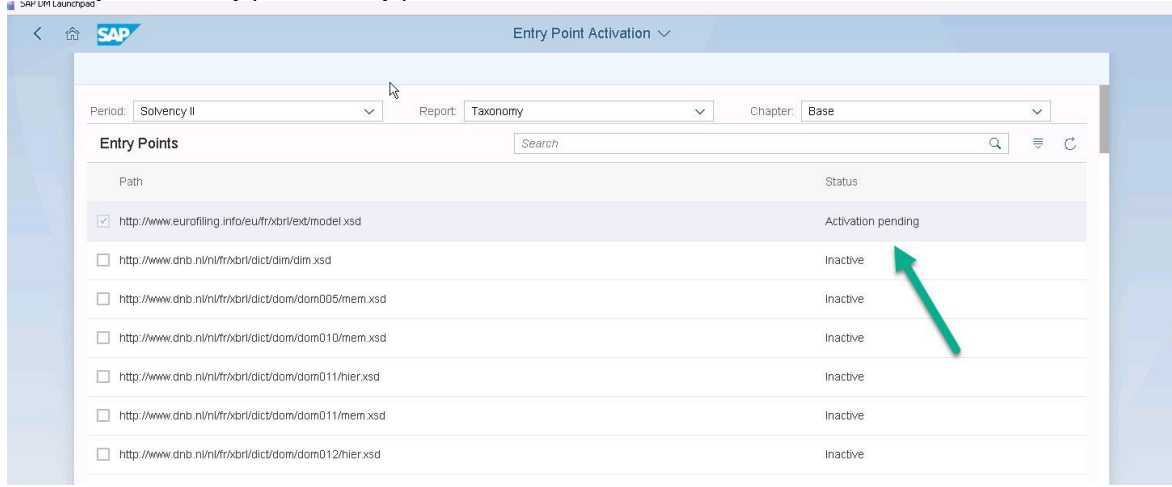 SAP DM Launchpad
SAP Entry Point Activation
Period: Solvency II Report: Taxonomy Chapter: Base
Entry Points Search
Path Status
http://www.eurofiling.info/eu/fr/xbrl/ext/model.xsd Activation pending
http://www.dnb.nl/nl/fr/xbrl/dict/dim/dim.xsd Inactive
http://www.dnb.nl/nl/fr/xbrl/dict/dom/dom005/mem.xsd Inactive
http://www.dnb.nl/nl/fr/xbrl/dict/dom/dom010/mem.xsd Inactive
http://www.dnb.nl/nl/fr/xbrl/dict/dom/dom011/hier.xsd Inactive
http://www.dnb.nl/nl/fr/xbrl/dict/dom/dom011/mem.xsd Inactive
http://www.dnb.nl/nl/fr/xbrl/dict/dom/dom012/hier.xsd Inactive